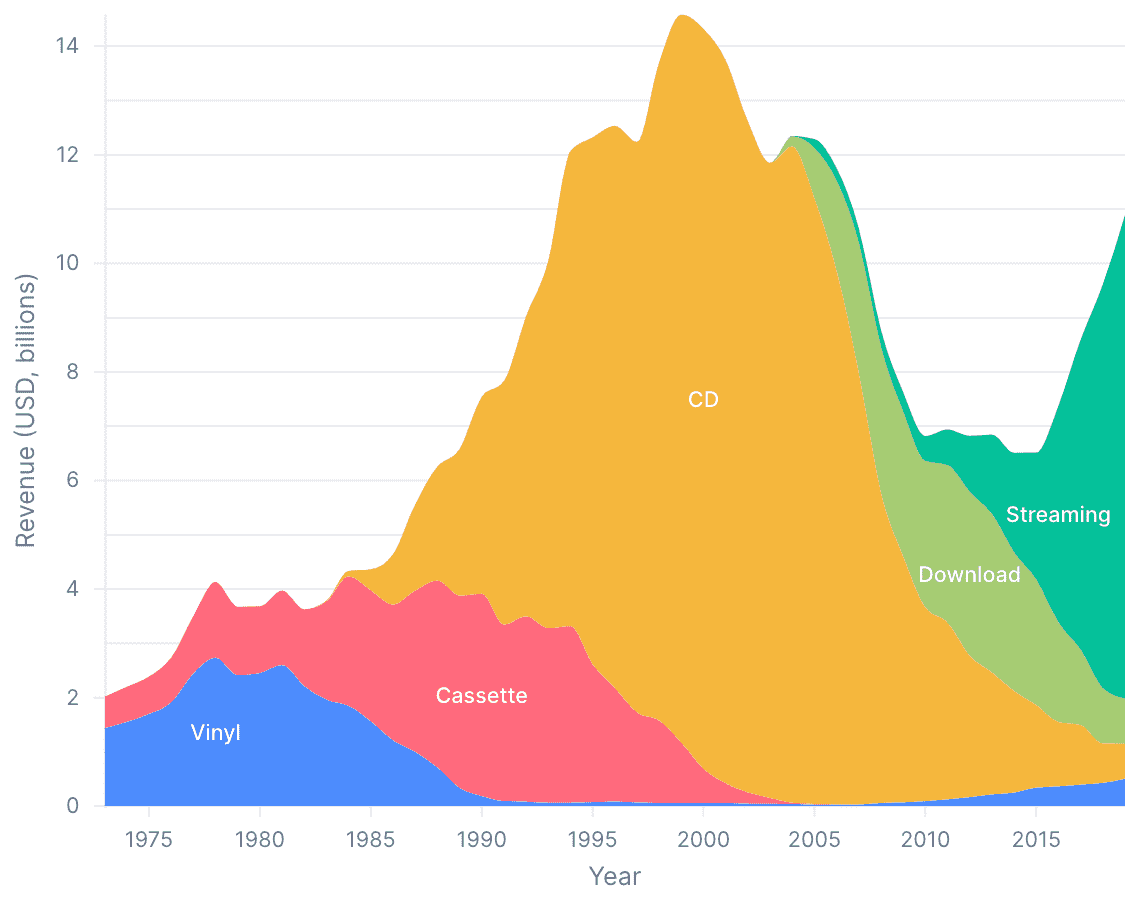 14
12
10
8
6
4
2
0
Revenue (USD, billions)
CD
Streaming
Download
Cassette
Vinyl
1975 1980 1985 1990 1995 2000 2005 2010 2015
Year